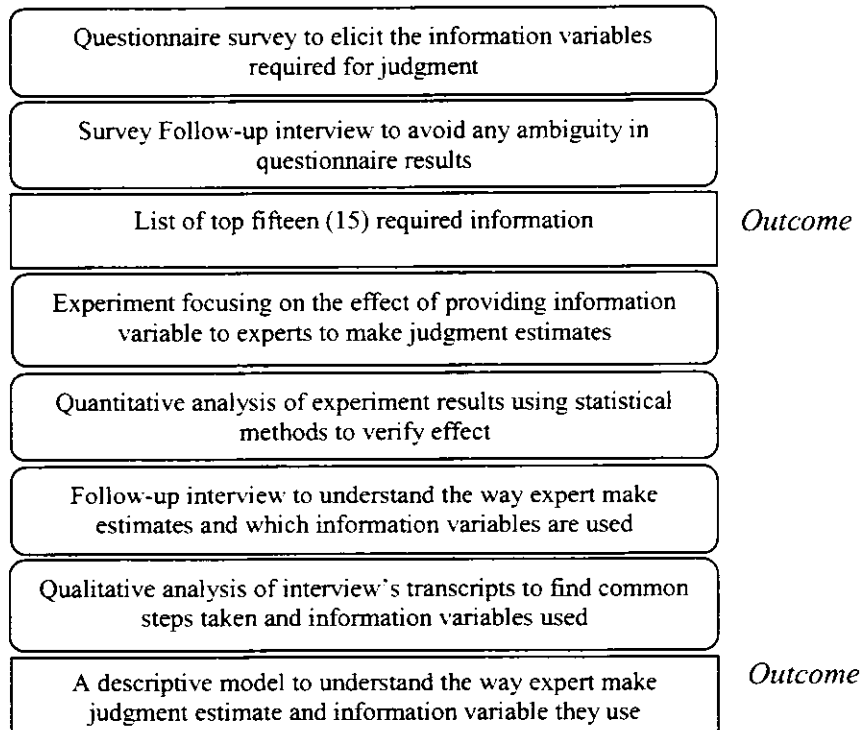 Questionnaire survey to elicit the information variables
required for judgment
Survey Follow-up interview to avoid any ambiguity in
questionnaire results
List of top fifteen (15) required information
Outcome
Experiment focusing on the effect of providing information
variable to experts to make judgment estimates
Quantitative analysis of experiment results using statistical
methods to verify effect
Follow-up interview to understand the way expert make
estimates and which information variables are used
Qualitative analysis of interview's transcripts to find common
steps taken and information variables used
A descriptive model to understand the way expert make
judgment estimate and information variable they use
Outcome